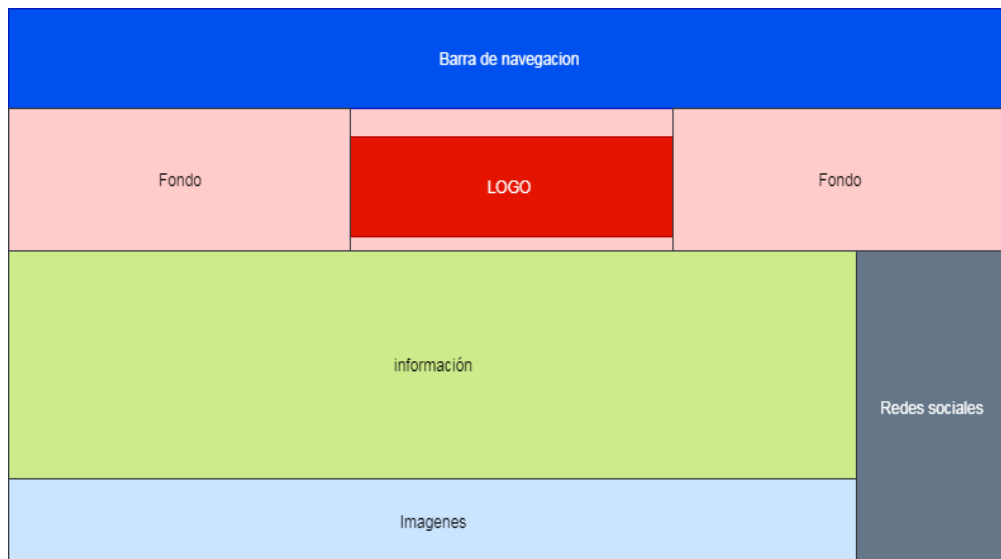 Barra de navegacion
Fondo
LOGO
Fondo
información
Redes sociales
Imagenes